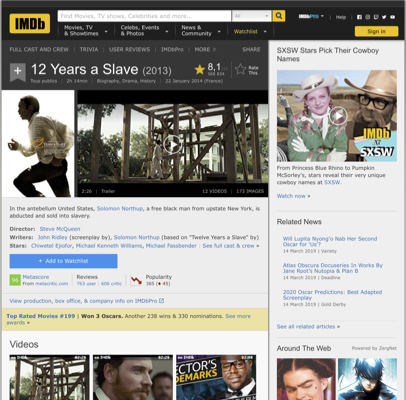 IMDb
Find Movies, TV shows, Celebrities and more...
All
IMDbPro
Help
Movies, TV
& Showtimes
Celebs, Events
& Photos
News &
Community
Watchlist
Sign in
FULL CAST AND CREW | TRIVIA | USER REVIEWS | IMDbPro | MORE
SHARE
12 Years a Slave (2013)
8,1
Rate
This
Tous publics | 2h 14min | Biography, Drama, History | 22 January 2014 (France)
2:26 | Trailer
12 VIDEOS | 173 IMAGES
In the antebellum United States, Solomon Northup, a free black man from upstate New York, is
abducted and sold into slavery.
Director: Steve McQueen
Writers: John Ridley (screenplay by), Solomon Northup (based on "Twelve Years a Slave" by)
Stars: Chiwetel Ejiofor, Michael Kenneth Williams, Michael Fassbender | See full cast & crew »
+ Add to Watchlist
96
Metascore
From metacritic.com
Reviews
763 user | 606 critic
Popularity
385 (49)
View production, box office, & company info on IMDbPro
Top Rated Movies #199 | Won 3 Oscars. Another 238 wins & 330 nominations. See more
awards »
Videos
SXSW Stars Pick Their Cowboy
Names
IMDb
AT
SXSW
From Princess Blue Rhino to Pumpkin
McSorley's, stars reveal their very unique
cowboy names at SXSW.
Watch now »
Related News
Will Lupita Nyong'o Nab Her Second
Oscar for 'Us'?
14 March 2019 | Variety
Atlas Obscura Docuseries In Works By
Jane Root's Nutopia & Plan B
14 March 2019 | Deadline
2020 Oscar Predictions: Best Adapted
Screenplay
14 March 2019 | Gold Derby
See all related articles »
Around The Web
Powered by ZergNet